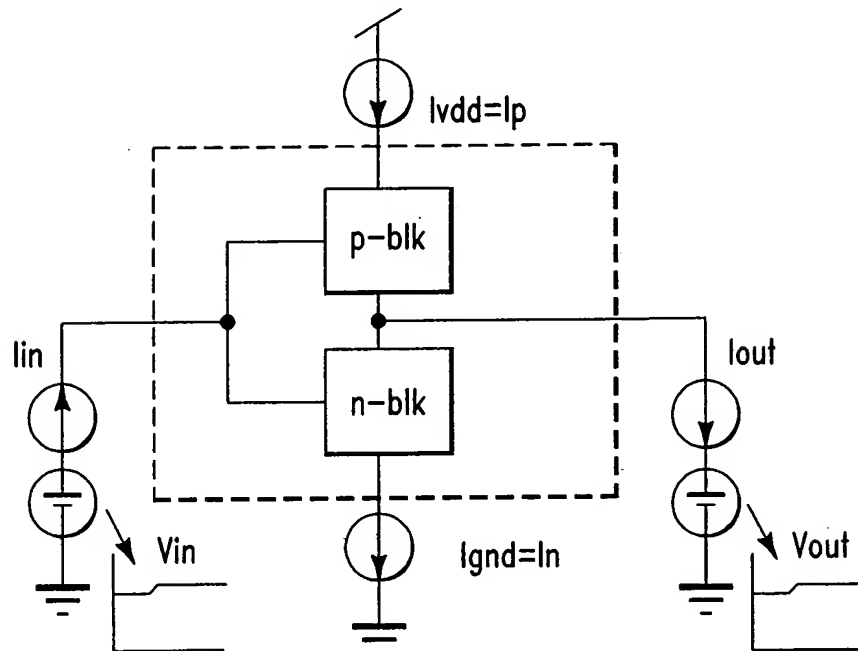 Ivdd=Ip
p-blk
Iin
n-blk
Iout
Vin
Ignd=In
Vout